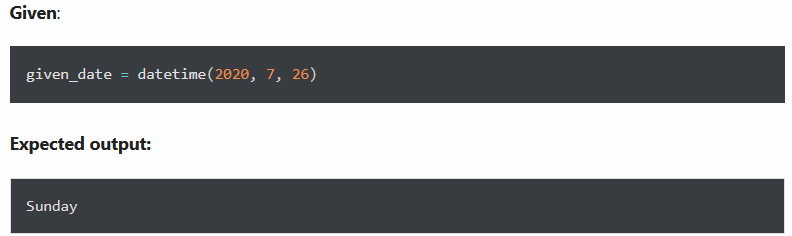 Given:
given_date = datetime(2020, 7, 26)
Expected output:
Sunday